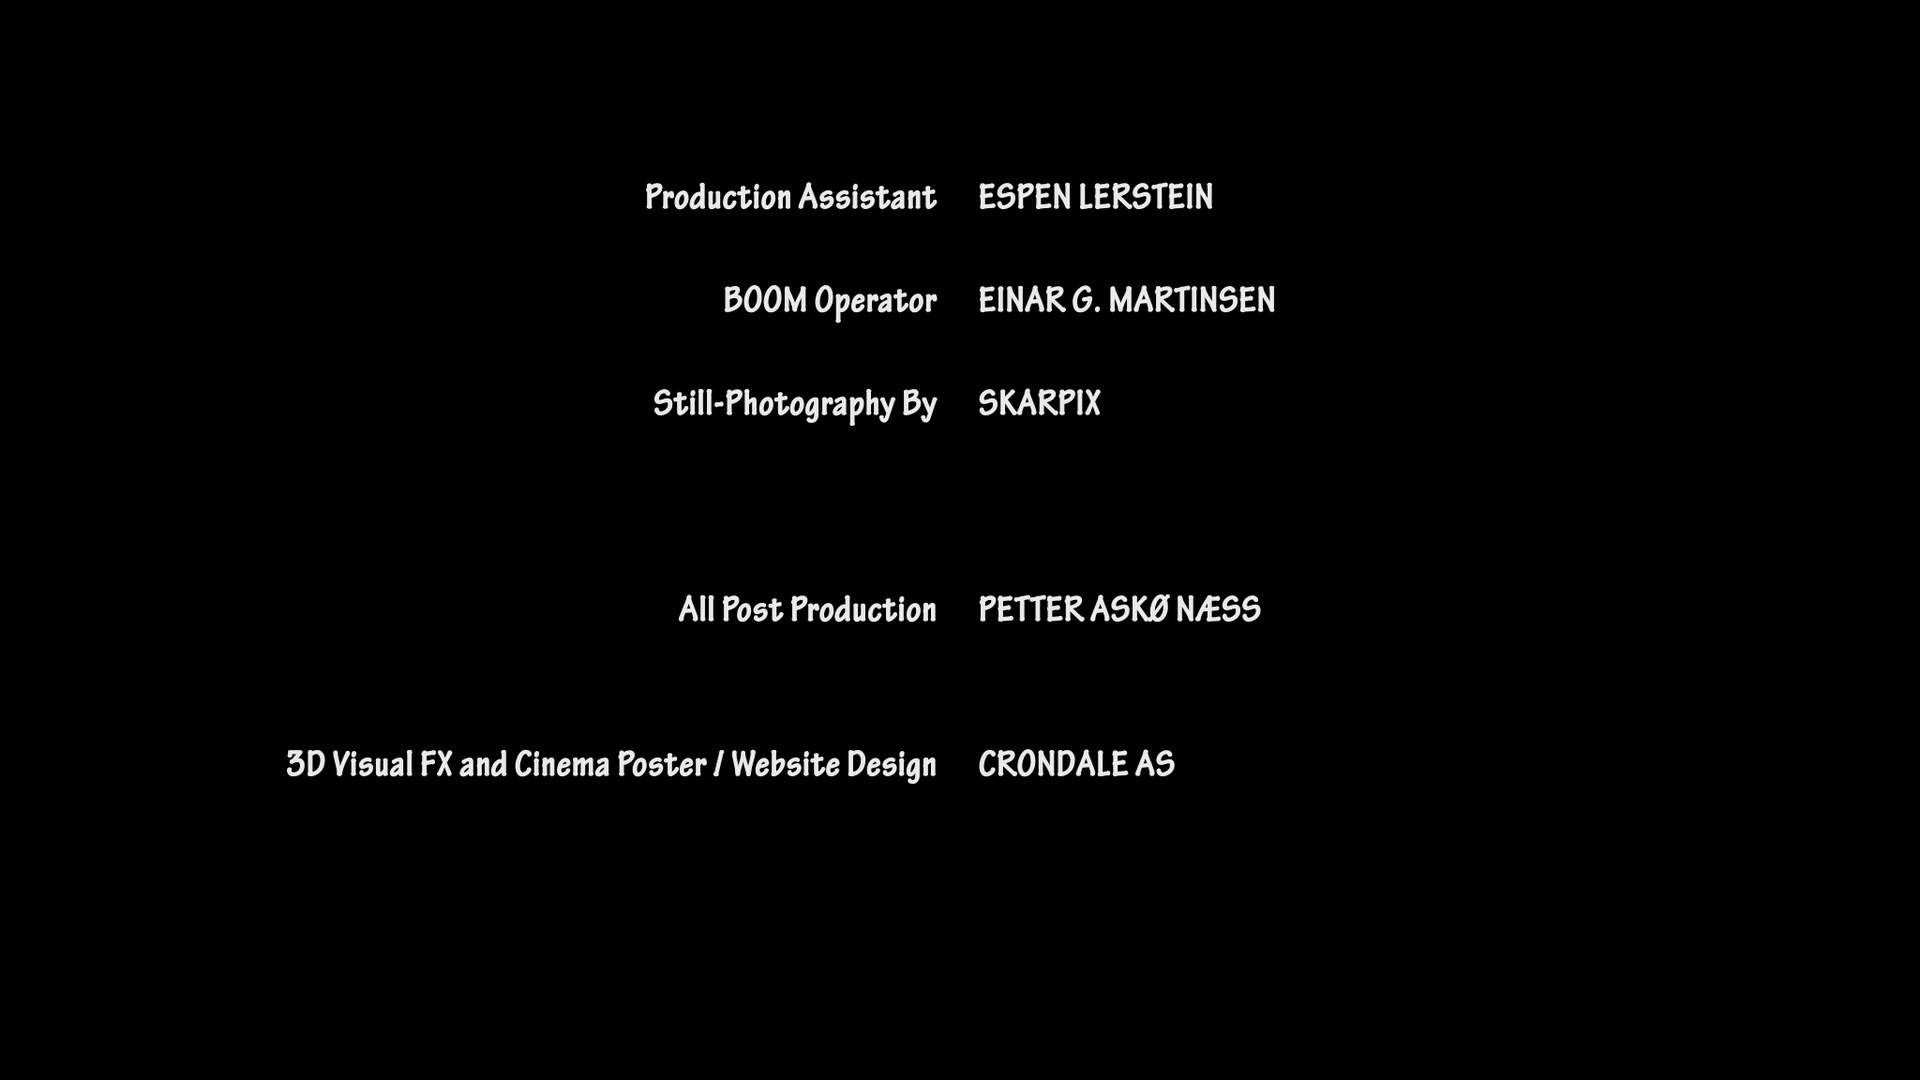 Production Assistant ESPEN LERSTEIN
BOOM Operator EINAR G. MARTINSEN
Still-Photography By SKARPIX
All Post Production PETTER ASKØ NÆSS
3D Visual FX and Cinema Poster / Website Design CRONDALE AS